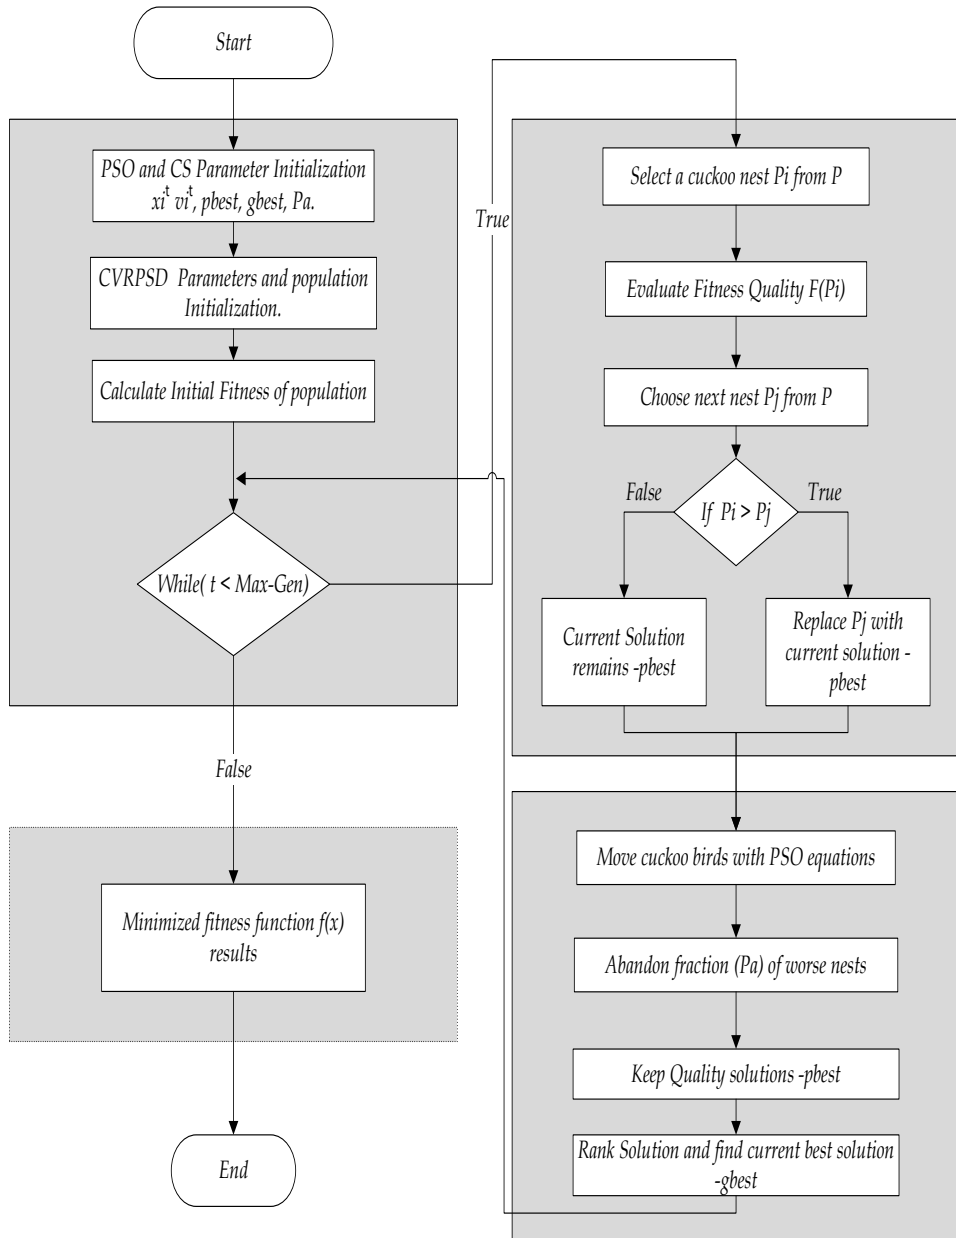 Start
PSO and CS Parameter Initialization
xi^t vi^t, pbest, gbest, Pa.
CVRPSD Parameters and population
Initialization.
Calculate Initial Fitness of population
While( t < Max-Gen)
False
Minimized fitness function f(x)
results
End
True
Select a cuckoo nest Pi from P
Evaluate Fitness Quality F(Pi)
Choose next nest Pj from P
If Pi > Pj
False
True
Current Solution
remains -pbest
Replace Pj with
current solution -
pbest
Move cuckoo birds with PSO equations
Abandon fraction (Pa) of worse nests
Keep Quality solutions -pbest
Rank Solution and find current best solution
-gbest